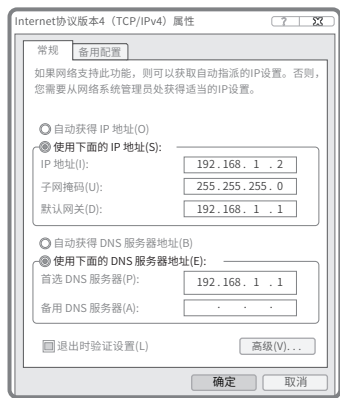 Internet协议版本4（TCP/IPv4）属性
?
常规
备用配置
如果网络支持此功能，则可以获取自动指派的IP设置。否则，
您需要从网络系统管理员处获得适当的IP设置。
自动获得 IP 地址(O)
使用下面的 IP 地址(S):
IP 地址(I): 192.168. 1 . 2
子网掩码(U): 255.255.255. 0
默认网关(D): 192.168. 1 . 1
自动获得 DNS 服务器地址(B)
使用下面的 DNS 服务器地址(E):
首选 DNS 服务器(P): 192.168. 1 . 1
备用 DNS 服务器(A): . . .
退出时验证设置(L)
高级(V)...
确定
取消